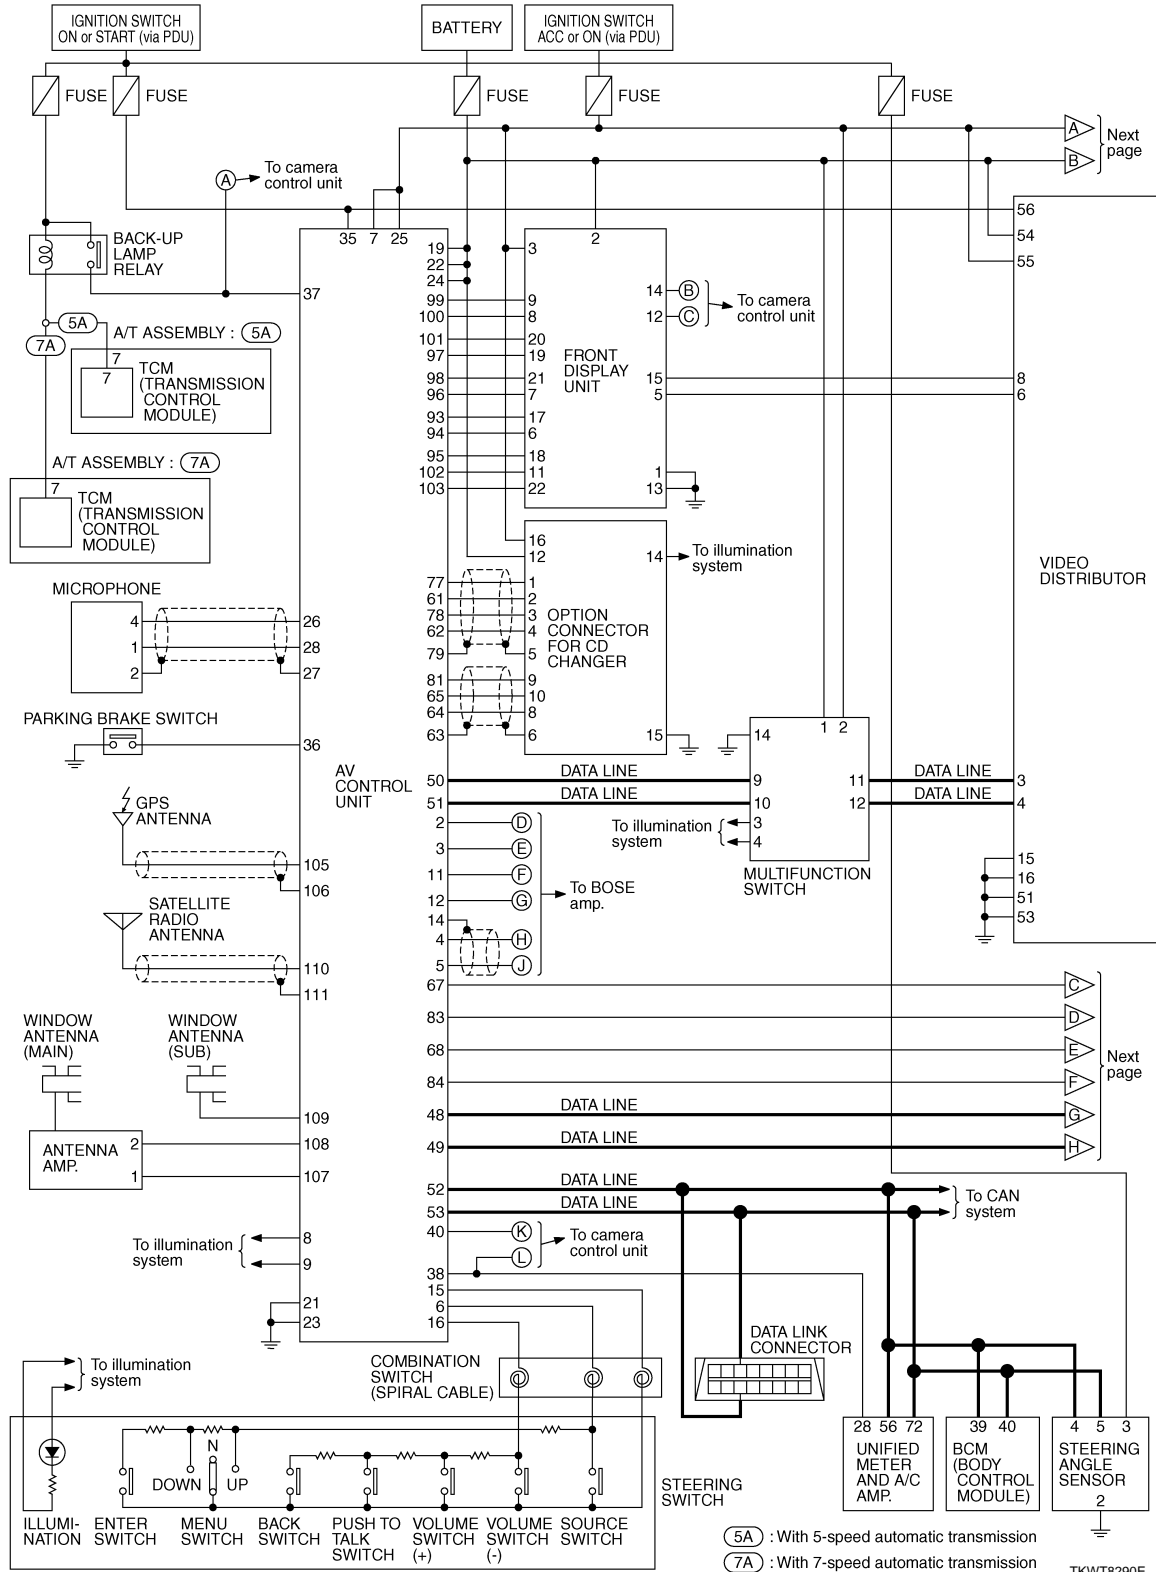 IGNITION SWITCH
ON or START (via PDU)
BATTERY
IGNITION SWITCH
ACC or ON (via PDU)
FUSE
FUSE
FUSE
FUSE
FUSE
A
B
Next
page
A
To camera
control unit
BACK-UP
LAMP
RELAY
35
7
25
37
5A
7A
A/T ASSEMBLY : 5A
7
7
TCM
(TRANSMISSION
CONTROL
MODULE)
A/T ASSEMBLY : 7A
7
TCM
(TRANSMISSION
CONTROL
MODULE)
MICROPHONE
4
1
2
26
28
27
PARKING BRAKE SWITCH
36
GPS
ANTENNA
105
106
SATELLITE
RADIO
ANTENNA
110
111
WINDOW
ANTENNA
(MAIN)
WINDOW
ANTENNA
(SUB)
109
ANTENNA
AMP.
2
1
108
107
To illumination
system
8
9
21
23
AV
CONTROL
UNIT
19
22
24
99
100
101
97
98
96
93
94
95
102
103
77
61
78
62
79
81
65
64
63
50
51
2
3
11
12
14
4
5
67
83
68
84
48
49
52
53
40
38
15
6
16
2
3
9
8
20
19
21
7
17
6
18
11
22
FRONT
DISPLAY
UNIT
14
12
15
5
1
13
B
C
To camera
control unit
16
12
1
2
3
4
5
9
10
8
6
OPTION
CONNECTOR
FOR CD
CHANGER
14
15
To illumination
system
DATA LINE
DATA LINE
1
2
14
9
10
3
4
11
12
To illumination
system
MULTIFUNCTION
SWITCH
DATA LINE
DATA LINE
56
54
55
8
6
3
4
15
16
51
53
VIDEO
DISTRIBUTOR
D
E
F
G
H
J
To BOSE
amp.
C
D
E
F
G
H
Next
page
DATA LINE
DATA LINE
DATA LINE
DATA LINE
To CAN
system
K
L
To camera
control unit
DATA LINK
CONNECTOR
COMBINATION
SWITCH
(SPIRAL CABLE)
To illumination
system
N
DOWN
UP
STEERING
SWITCH
ILLUMI-
NATION
ENTER
SWITCH
MENU
SWITCH
BACK
SWITCH
PUSH TO
TALK
SWITCH
VOLUME
SWITCH
(+)
VOLUME
SWITCH
(-)
SOURCE
SWITCH
28
56
72
UNIFIED
METER
AND A/C
AMP.
39
40
BCM
(BODY
CONTROL
MODULE)
4
5
3
STEERING
ANGLE
SENSOR
2
5A : With 5-speed automatic transmission
7A : With 7-speed automatic transmission
TKWT8290E